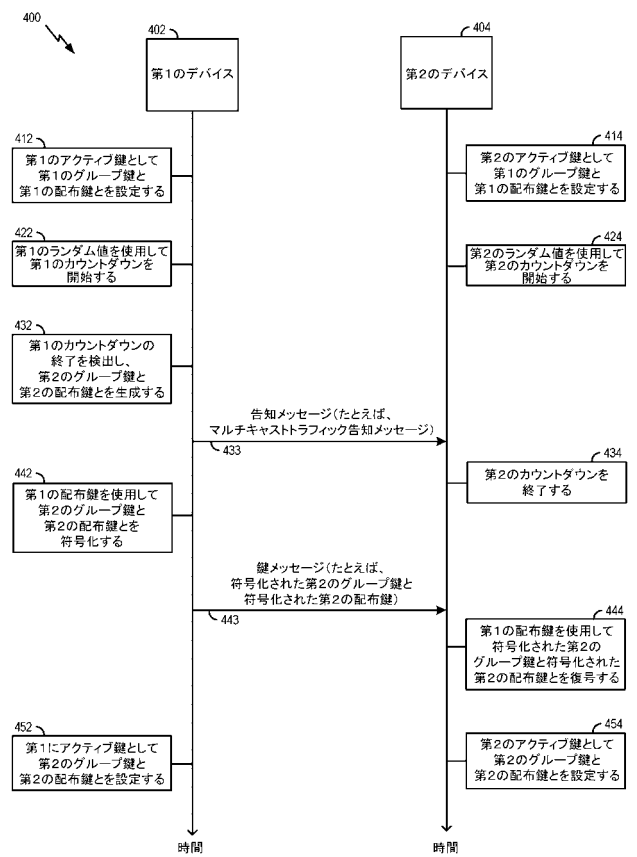 400
402
404
第1のデバイス
第2のデバイス
412
第1のアクティブ鍵として
第1のグループ鍵と
第1の配布鍵とを設定する
414
第2のアクティブ鍵として
第1のグループ鍵と
第1の配布鍵とを設定する
422
第1のランダム値を使用して
第1のカウントダウンを
開始する
424
第2のランダム値を使用して
第2のカウントダウンを
開始する
432
第1のカウントダウンの
終了を検出し、
第2のグループ鍵と
第2の配布鍵とを生成する
告知メッセージ(たとえば、
マルチキャストトラフィック告知メッセージ)
433
434
第2のカウントダウンを
終了する
442
第1の配布鍵を使用して
第2のグループ鍵と
第2の配布鍵とを
符号化する
鍵メッセージ(たとえば、
符号化された第2のグループ鍵と
符号化された第2の配布鍵)
443
444
第1の配布鍵を使用して
符号化された第2の
グループ鍵と符号化された
第2の配布鍵とを復号する
452
第1にアクティブ鍵として
第2のグループ鍵と
第2の配布鍵とを設定する
454
第2のアクティブ鍵として
第2のグループ鍵と
第2の配布鍵とを設定する
時間
時間